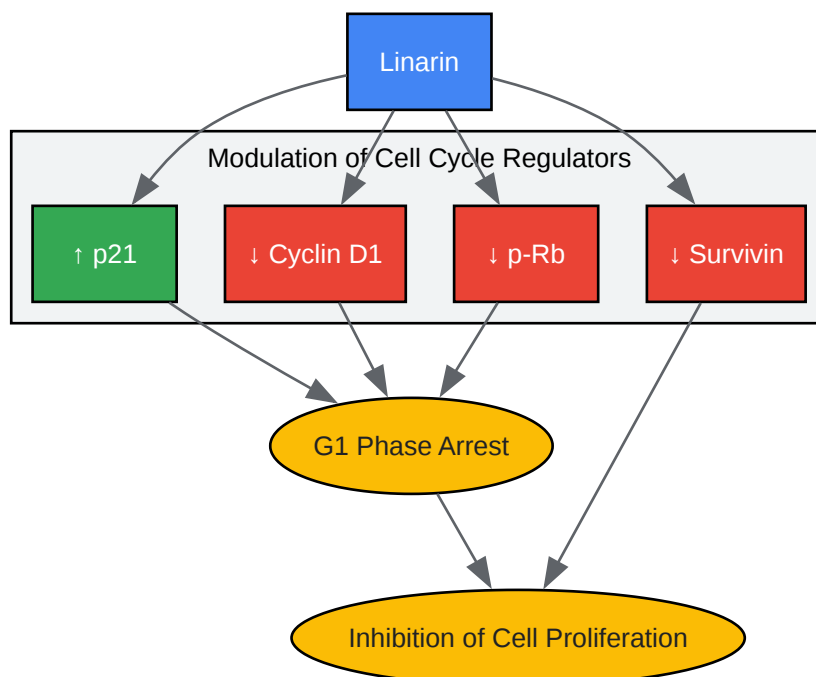 Linarin
Modulation of Cell Cycle Regulators
↑ p21
↓ Cyclin D1
↓ p-Rb
↓ Survivin
G1 Phase Arrest
Inhibition of Cell Proliferation